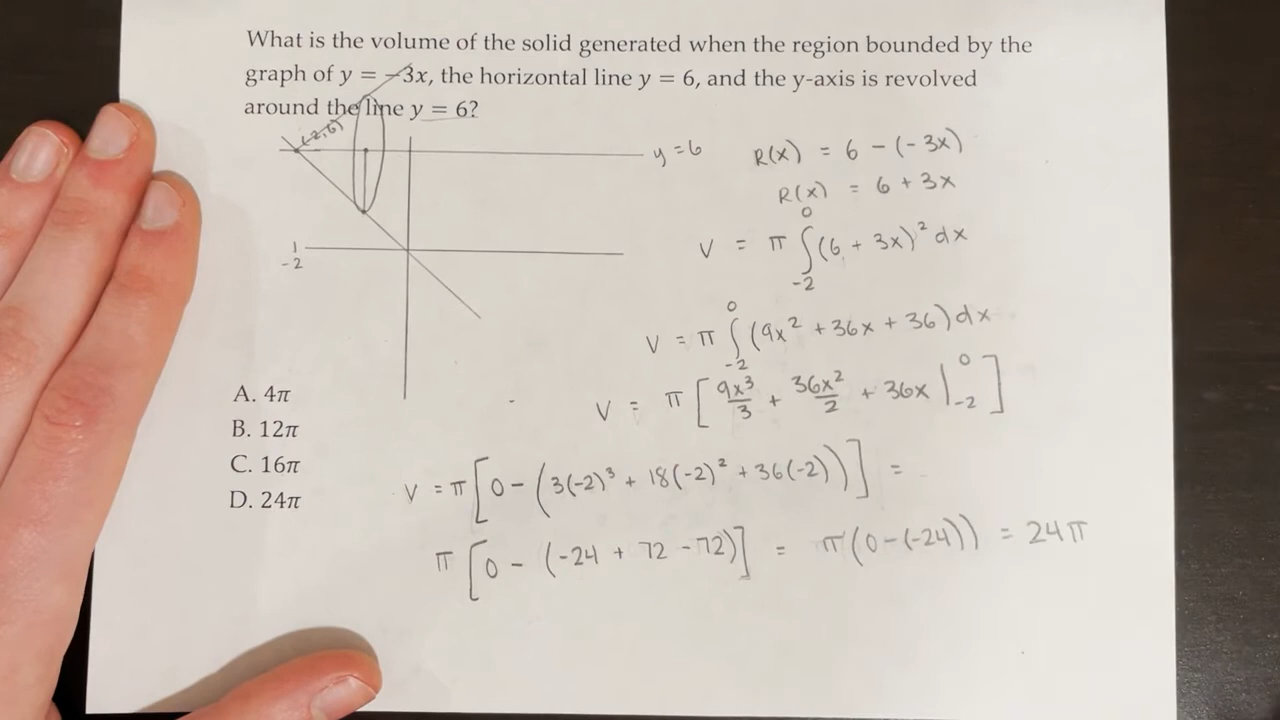 What is the volume of the solid generated when the region bounded by the
graph of y = −3x, the horizontal line y = 6, and the y-axis is revolved
around the line y = 6?
(-2,6)
y = 6
R(x) = 6 - (-3x)
R(x) = 6 + 3x
V = π ∫_{-2}^{0} (6 + 3x)² dx
-2
V = π ∫_{-2}^{0} (9x² + 36x + 36) dx
V = π [ 9x³/3 + 36x²/2 + 36x |_{-2}^{0} ]
A. 4π
B. 12π
C. 16π
D. 24π
V = π [ 0 - ( 3(-2)³ + 18(-2)² + 36(-2) ) ] =
π [ 0 - (-24 + 72 - 72) ] = π (0 - (-24)) = 24π